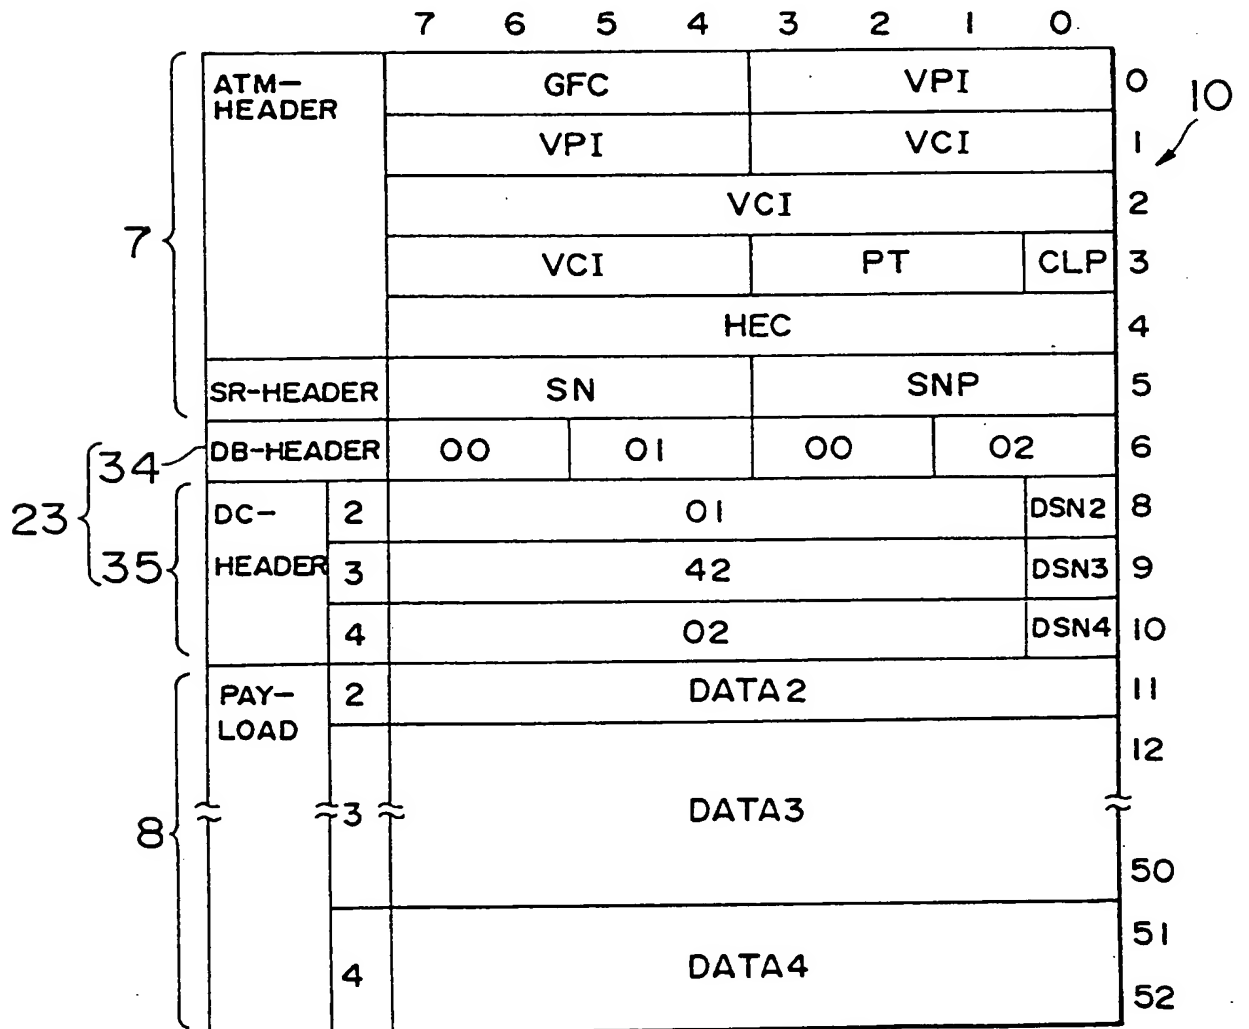 7 6 5 4 3 2 1 0
ATM- GFC VPI 0
HEADER
10
VPI VCI 1
VCI 2
7
VCI PT CLP 3
HEC 4
SR-HEADER SN SNP 5
34 DB-HEADER 00 01 00 02 6
23
35
DC- 2 01 DSN2 8
HEADER 3 42 DSN3 9
4 02 DSN4 10
PAY- 2 DATA2 11
LOAD
12
8
3 DATA3
50
51
4 DATA4
52